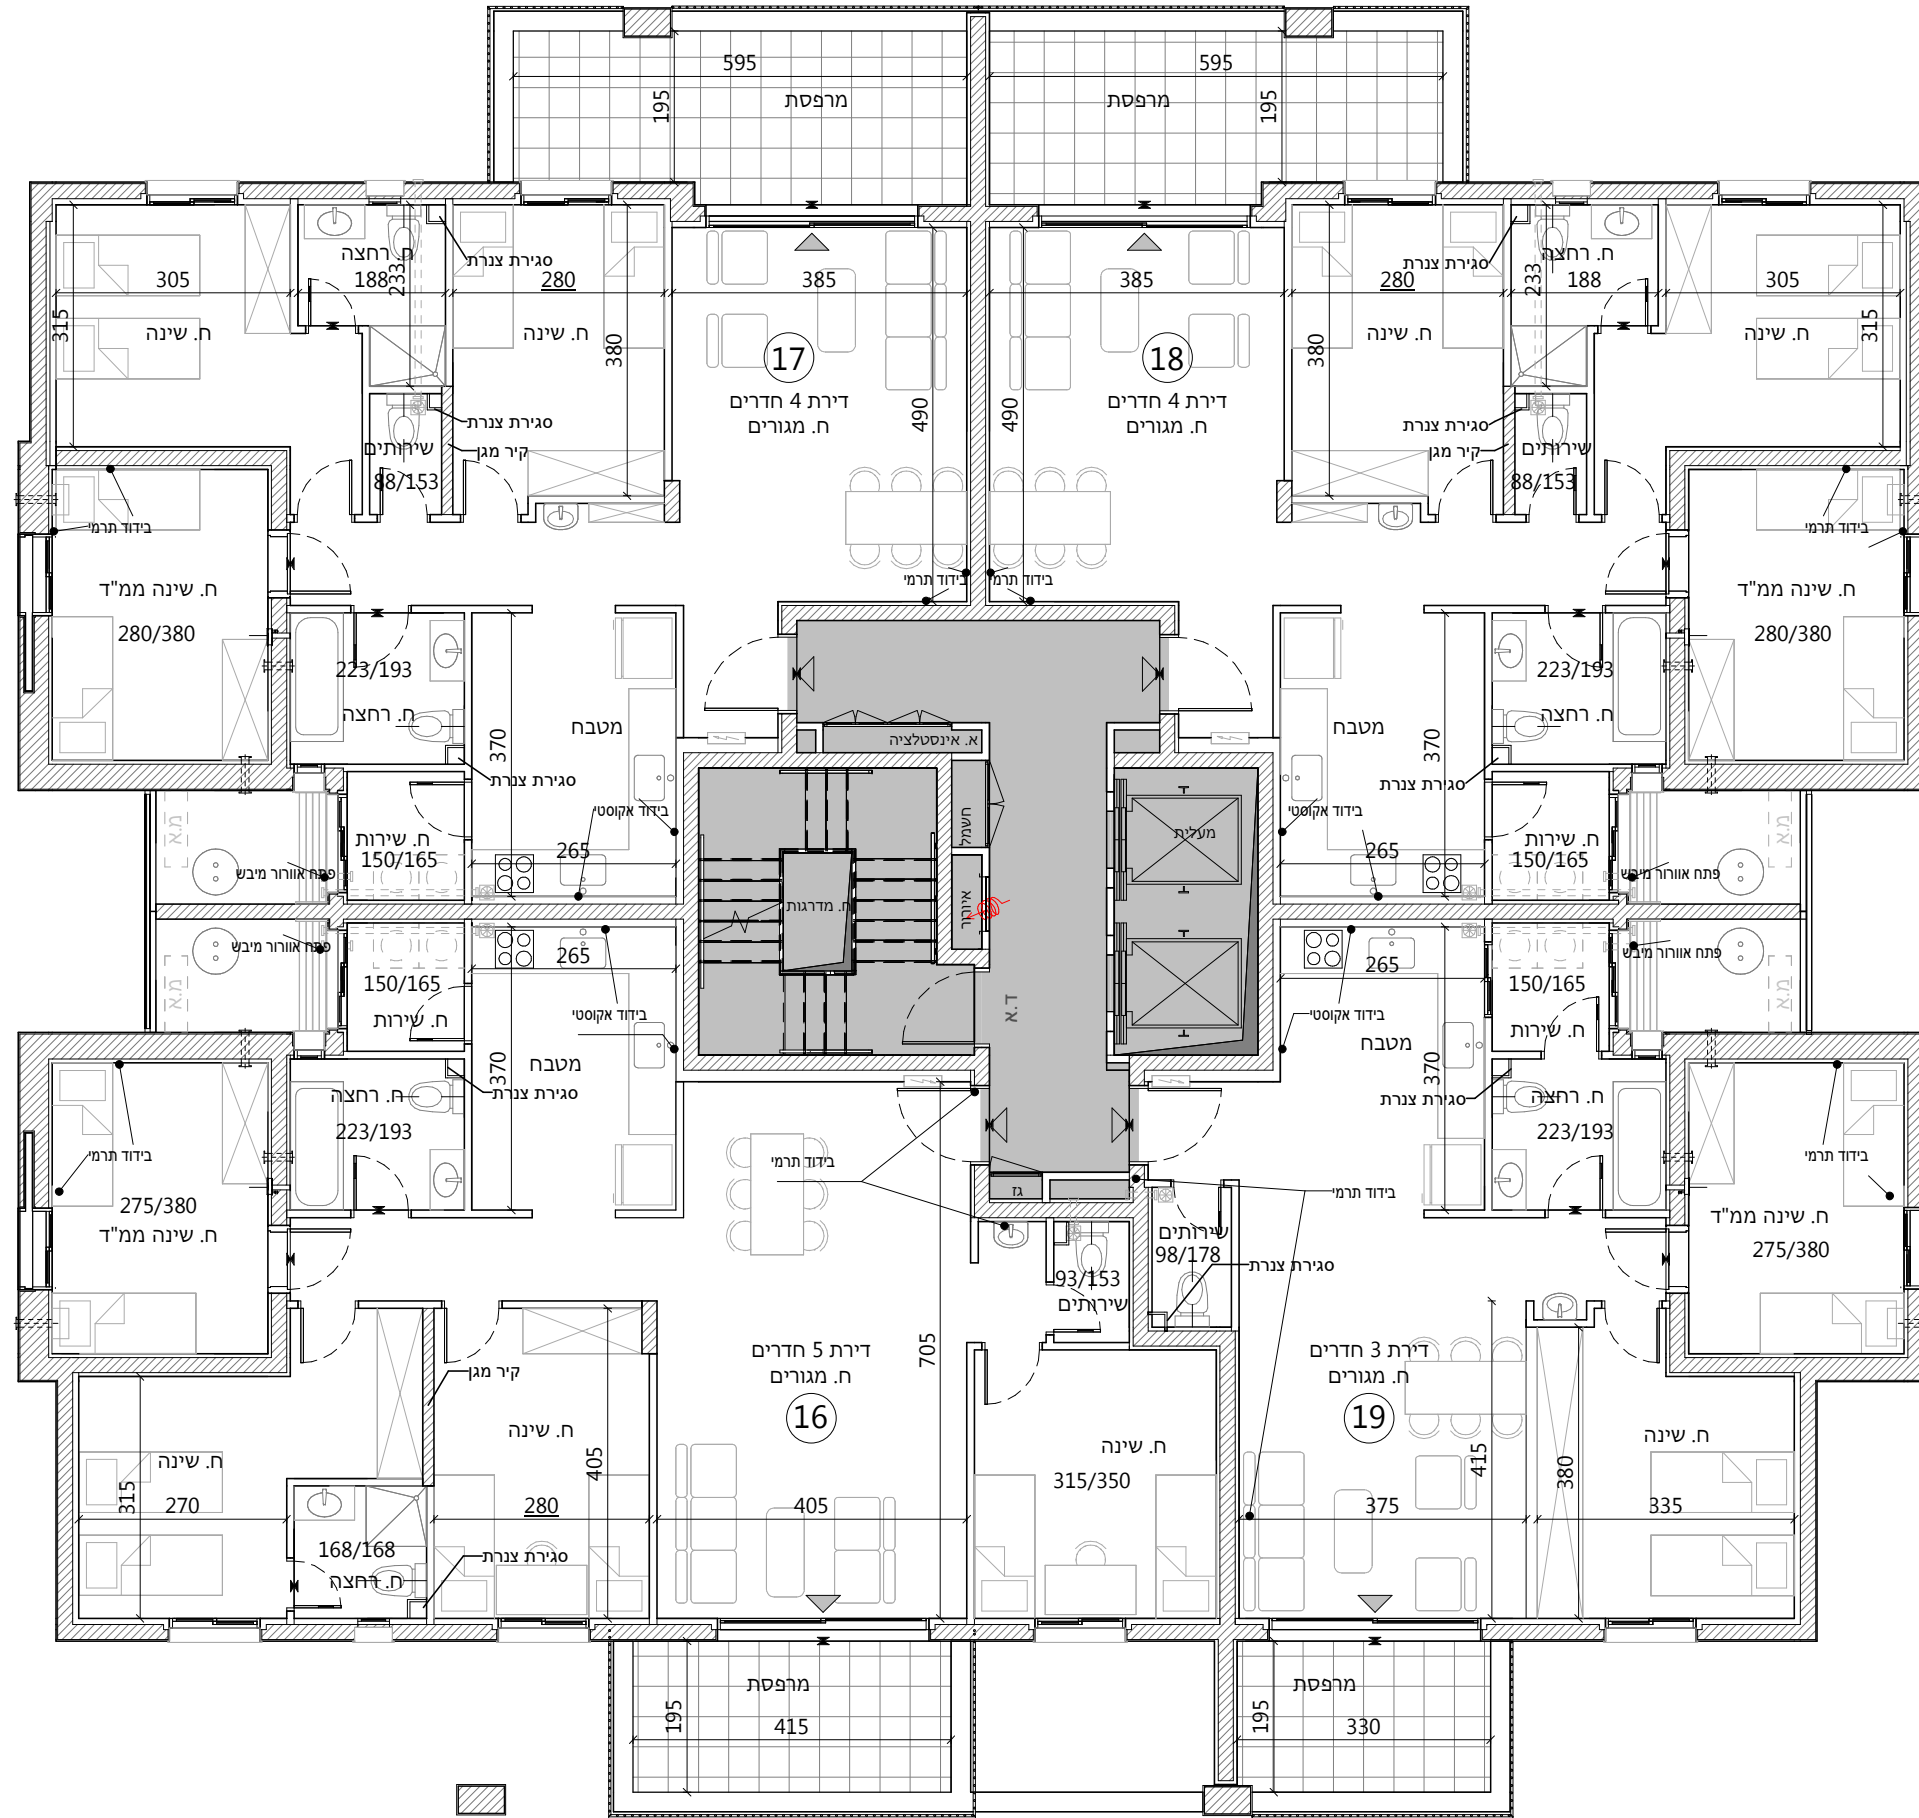 595
595
195
מרפסת
מרפסת
195
ח. רחצה
סגירת צנרת
סגירת צנרת
ח. רחצה
305
188
233
280
385
385
280
233
188
305
315
ח. שינה
ח. שינה
380
17
18
380
ח. שינה
ח. שינה
315
דירת 4 חדרים
ח. מגורים
490
490
דירת 4 חדרים
ח. מגורים
סגירת צנרת
שירותים
קיר מגן
88/153
סגירת צנרת
קיר מגן
שירותים
88/153
בידוד תרמי
בידוד תרמי
בידוד תרמי
בידוד תרמי
ח. שינה ממ"ד
280/380
ח. שינה ממ"ד
280/380
223/193
ח. רחצה
223/193
ח. רחצה
מטבח
370
מטבח
370
א. אינסטלציה
סגירת צנרת
סגירת צנרת
בידוד אקוסטי
בידוד אקוסטי
חשמל
מעלית
מ.א
ח. שירות
150/165
265
265
ח. שירות
150/165
מ.א
פתח אוורור מיבש
פתח אוורור מיבש
ח. מדרגות
איורור
פתח אוורור מיבש
פתח אוורור מיבש
265
265
מ.א
150/165
ח. שירות
150/165
ח. שירות
מ.א
בידוד אקוסטי
בידוד אקוסטי
ד.א
מטבח
370
מטבח
370
סגירת צנרת
סגירת צנרת
ח. רחצה
223/193
ח. רחצה
223/193
בידוד תרמי
בידוד תרמי
בידוד תרמי
בידוד תרמי
275/380
ח. שינה ממ"ד
ח. שינה ממ"ד
275/380
גז
שירותים
98/178
סגירת צנרת
93/153
שירותים
705
דירת 5 חדרים
ח. מגורים
16
דירת 3 חדרים
ח. מגורים
19
קיר מגן
ח. שינה
405
ח. שינה
315/350
415
380
ח. שינה
ח. שינה
315
270
280
405
375
335
168/168
ח. רחצה
סגירת צנרת
מרפסת
195
415
מרפסת
195
330